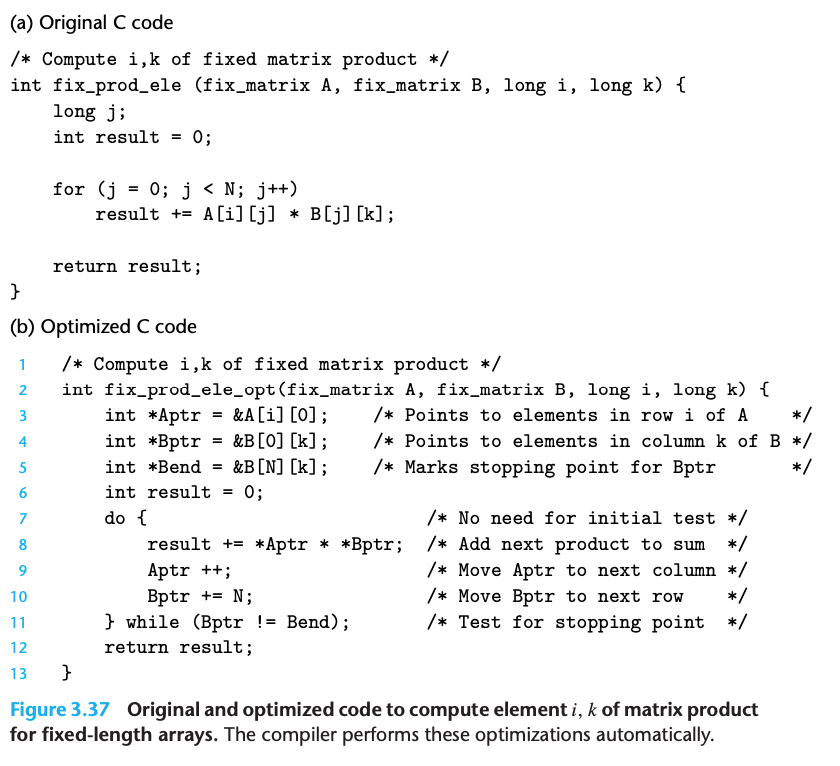 (a) Original C code
/* Compute i,k of fixed matrix product */
int fix_prod_ele (fix_matrix A, fix_matrix B, long i, long k) {
    long j;
    int result = 0;

    for (j = 0; j < N; j++)
        result += A[i][j] * B[j][k];

    return result;
}
(b) Optimized C code
1    /* Compute i,k of fixed matrix product */
2    int fix_prod_ele_opt(fix_matrix A, fix_matrix B, long i, long k) {
3        int *Aptr = &A[i][0];    /* Points to elements in row i of A     */
4        int *Bptr = &B[0][k];    /* Points to elements in column k of B */
5        int *Bend = &B[N][k];    /* Marks stopping point for Bptr       */
6        int result = 0;
7        do {                          /* No need for initial test */
8            result += *Aptr * *Bptr;  /* Add next product to sum  */
9            Aptr ++;                  /* Move Aptr to next column */
10            Bptr += N;                /* Move Bptr to next row    */
11        } while (Bptr != Bend);       /* Test for stopping point  */
12        return result;
13    }
Figure 3.37 Original and optimized code to compute element i, k of matrix product
for fixed-length arrays. The compiler performs these optimizations automatically.